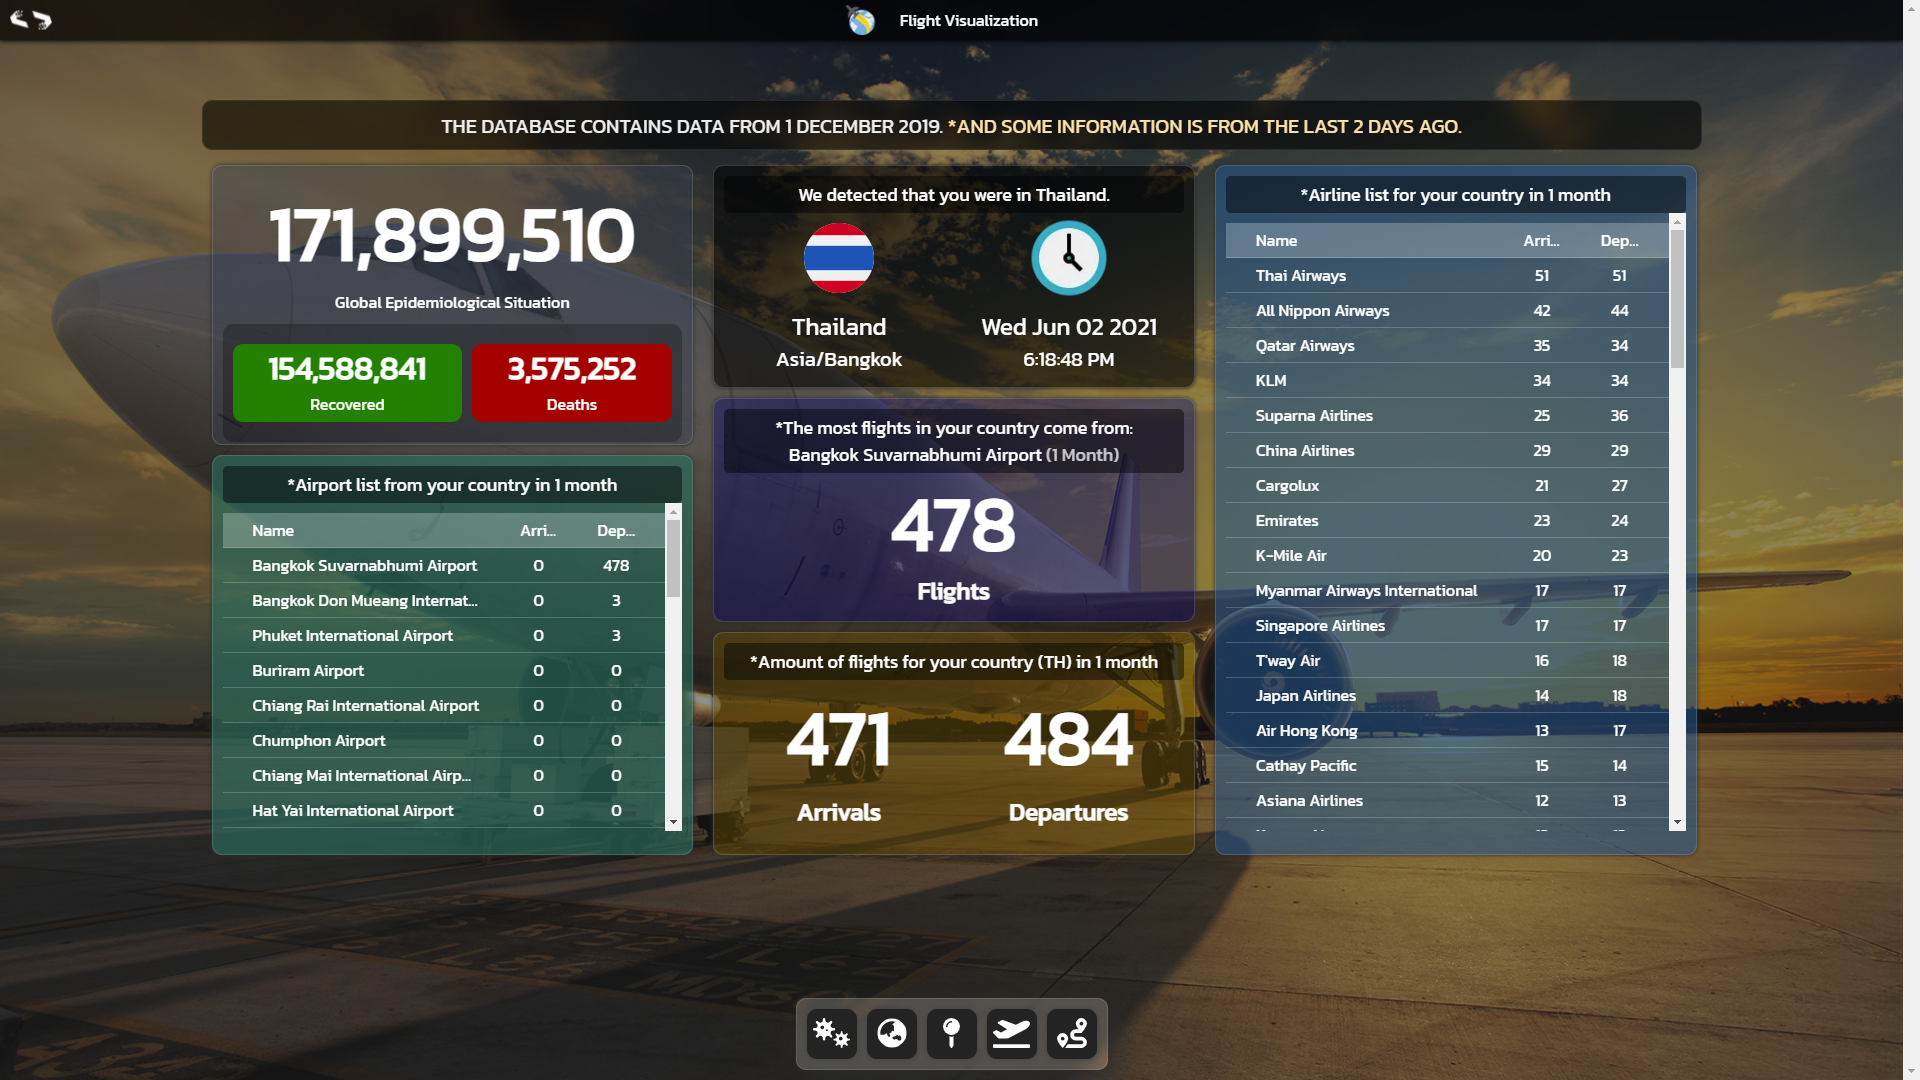 Flight Visualization
THE DATABASE CONTAINS DATA FROM 1 DECEMBER 2019. *AND SOME INFORMATION IS FROM THE LAST 2 DAYS AGO.
171,899,510
Global Epidemiological Situation
154,588,841
Recovered
3,575,252
Deaths
*Airport list from your country in 1 month
Name Arri... Dep...
Bangkok Suvarnabhumi Airport 0 478
Bangkok Don Mueang Internat... 0 3
Phuket International Airport 0 3
Buriram Airport 0 0
Chiang Rai International Airport 0 0
Chumphon Airport 0 0
Chiang Mai International Airp... 0 0
Hat Yai International Airport 0 0
We detected that you were in Thailand.
Thailand
Asia/Bangkok
Wed Jun 02 2021
6:18:48 PM
*The most flights in your country come from:
Bangkok Suvarnabhumi Airport (1 Month)
478
Flights
*Amount of flights for your country (TH) in 1 month
471
Arrivals
484
Departures
*Airline list for your country in 1 month
Name Arri... Dep...
Thai Airways 51 51
All Nippon Airways 42 44
Qatar Airways 35 34
KLM 34 34
Suparna Airlines 25 36
China Airlines 29 29
Cargolux 21 27
Emirates 23 24
K-Mile Air 20 23
Myanmar Airways International 17 17
Singapore Airlines 17 17
T'way Air 16 18
Japan Airlines 14 18
Air Hong Kong 13 17
Cathay Pacific 15 14
Asiana Airlines 12 13